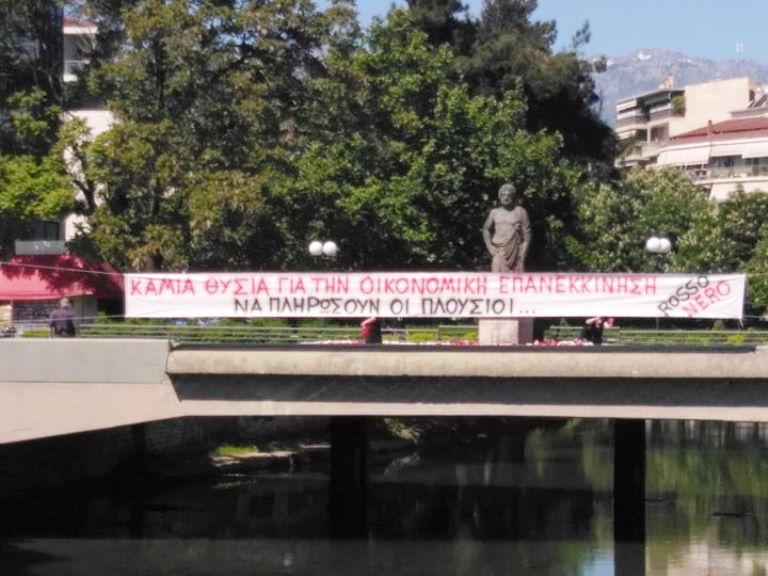 ΚΑΜΙΑ ΘΥΣΙΑ ΓΙΑ ΤΗΝ ΟΙΚΟΝΟΜΙΚΗ ΕΠΑΝΕΚΚΙΝΗΣΗ
ΝΑ ΠΛΗΡΩΣΟΥΝ ΟΙ ΠΛΟΥΣΙΟΙ...
ROSSO
NERO